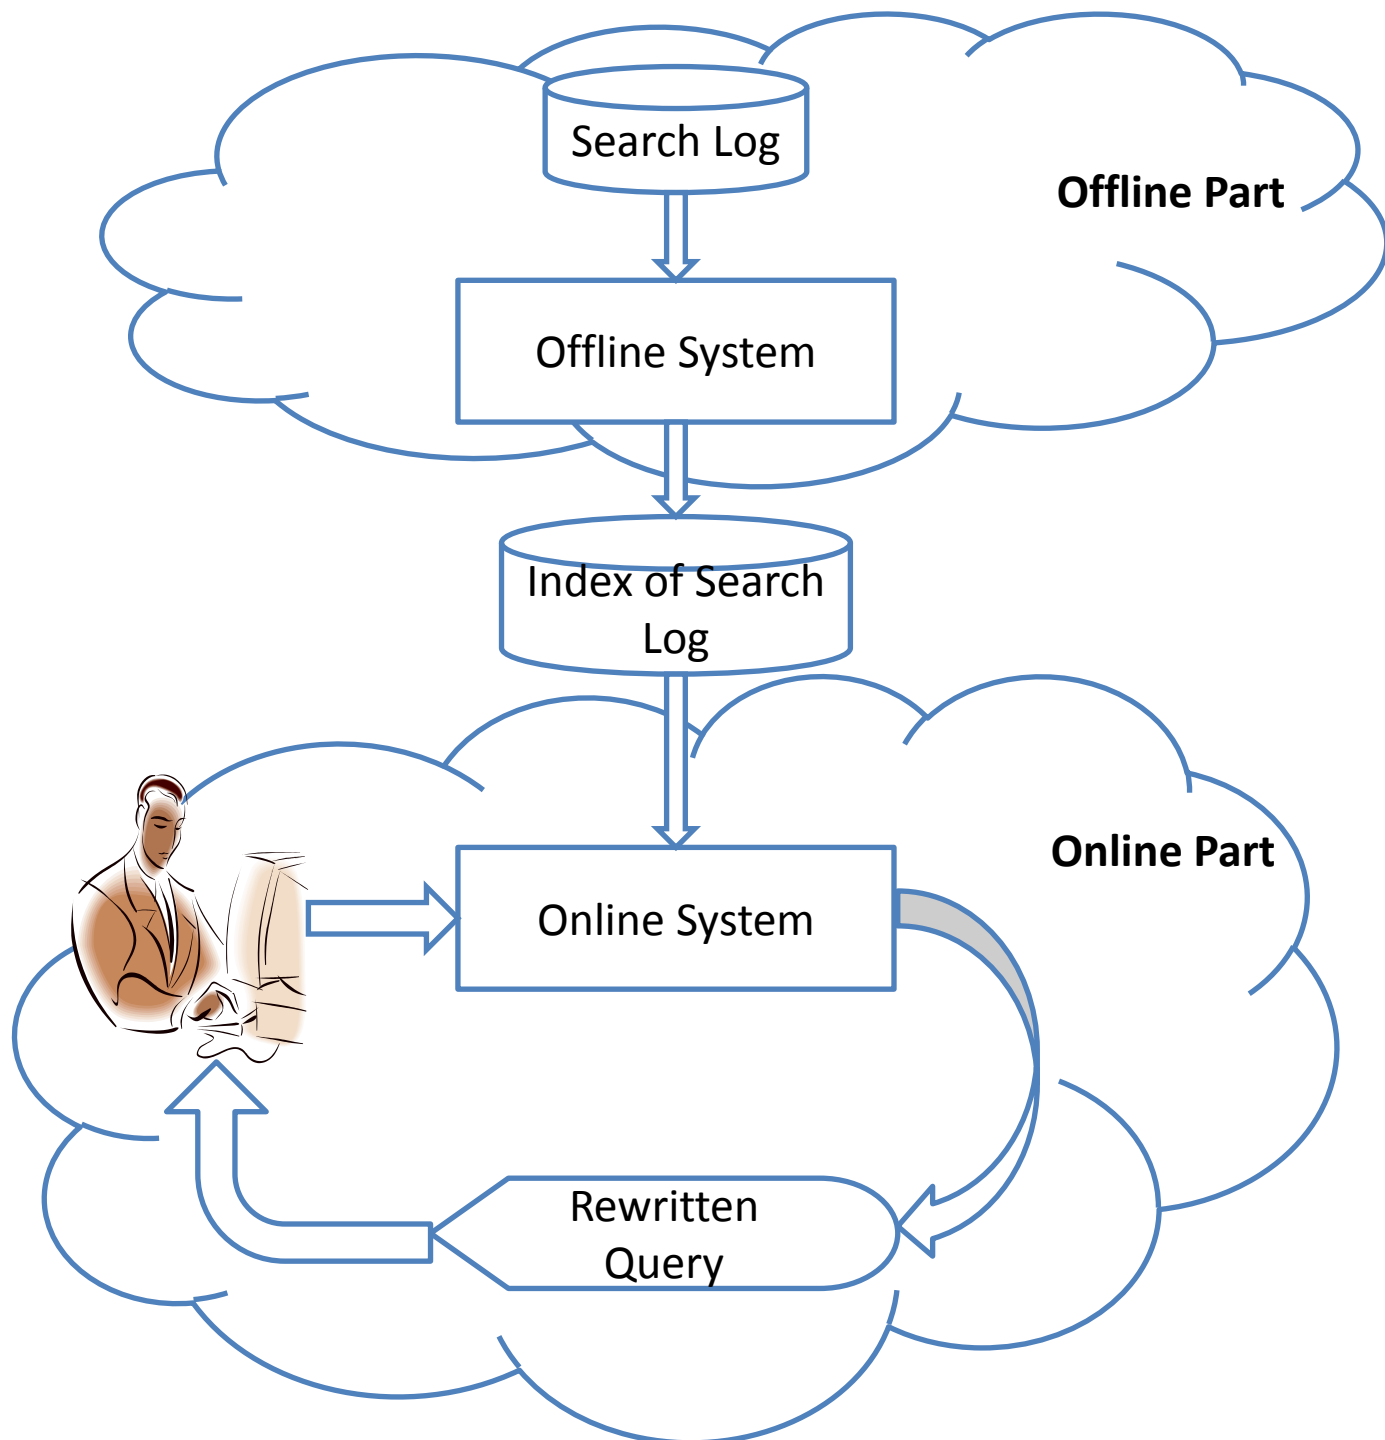 Search Log
Offline Part
Offline System
Index of Search
Log
Online Part
Online System
Rewritten
Query